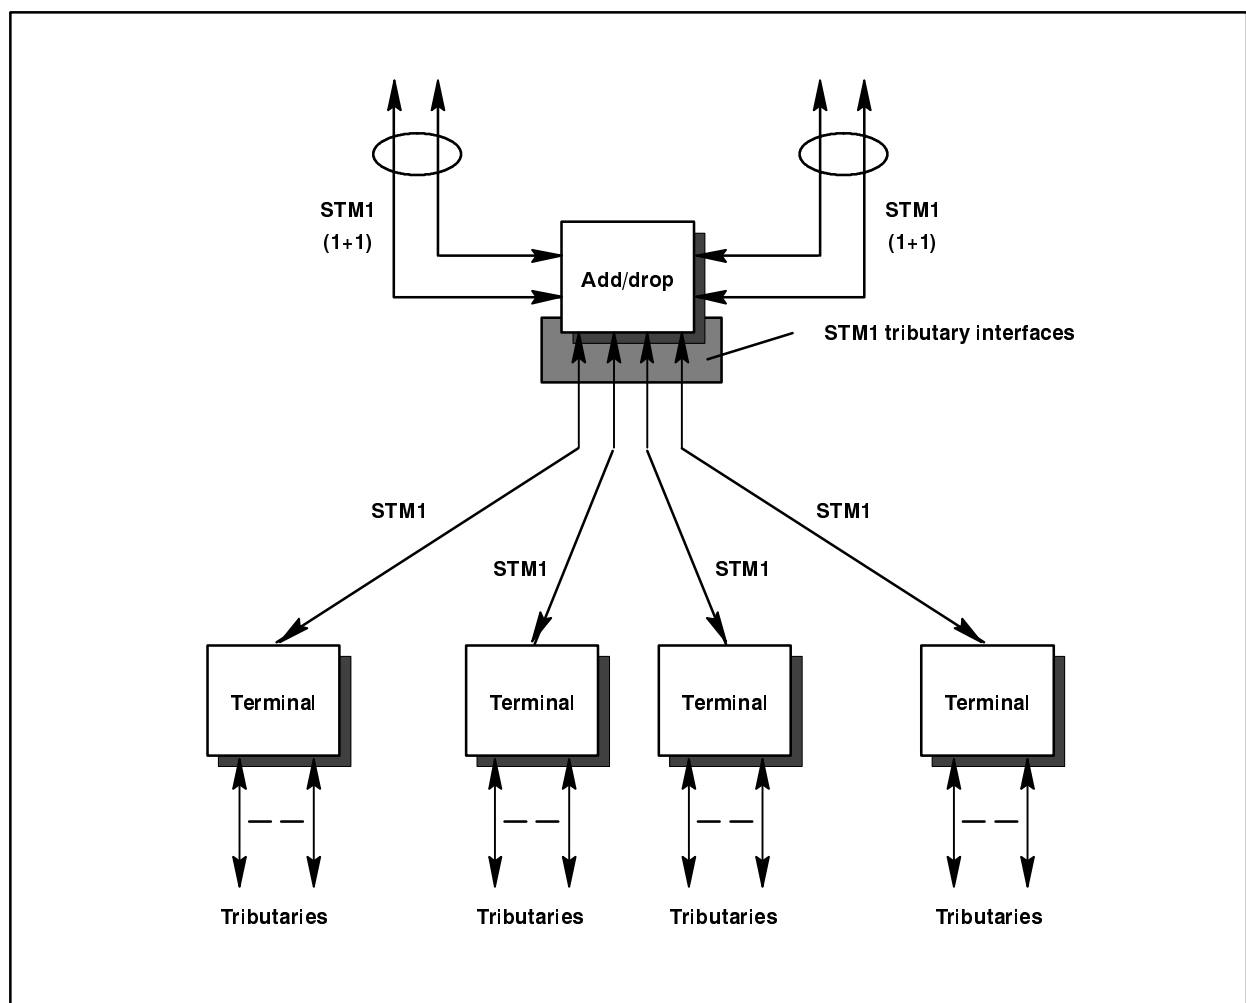 STM1
(1+1)
STM1
(1+1)
Add/drop
STM1 tributary interfaces
STM1
STM1
STM1
STM1
Terminal
Terminal
Terminal
Terminal
Tributaries
Tributaries
Tributaries
Tributaries